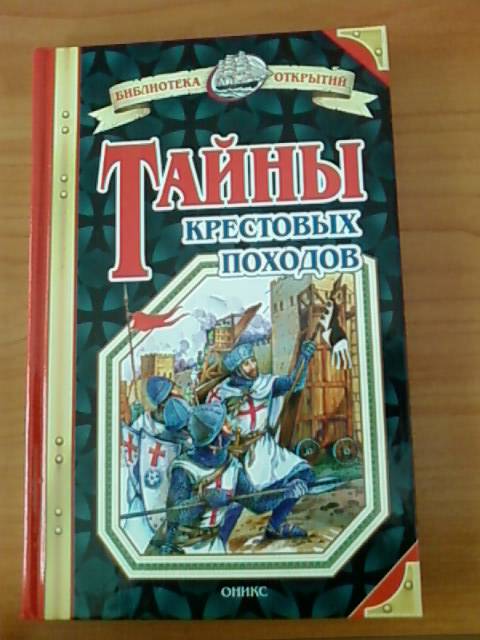 БИБЛИОТЕКА ОТКРЫТИЙ
ТАЙНЫ
КРЕСТОВЫХ
ПОХОДОВ
ОНИКС